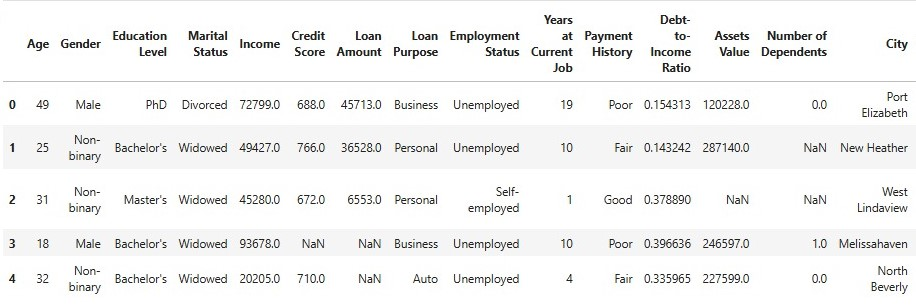 Age Gender Education Level Marital Status Income Credit Score Loan Amount Loan Purpose Employment Status Years at Current Job Payment History Debt-to-Income Ratio Assets Value Number of Dependents City
0 49 Male PhD Divorced 72799.0 688.0 45713.0 Business Unemployed 19 Poor 0.154313 120228.0 0.0 Port Elizabeth
1 25 Non-binary Bachelor's Widowed 49427.0 766.0 36528.0 Personal Unemployed 10 Fair 0.143242 287140.0 NaN New Heather
2 31 Non-binary Master's Widowed 45280.0 672.0 6553.0 Personal Self-employed 1 Good 0.378890 NaN NaN West Lindaview
3 18 Male Bachelor's Widowed 93678.0 NaN NaN Business Unemployed 10 Poor 0.396636 246597.0 1.0 Melissahaven
4 32 Non-binary Bachelor's Widowed 20205.0 710.0 NaN Auto Unemployed 4 Fair 0.335965 227599.0 0.0 North Beverly